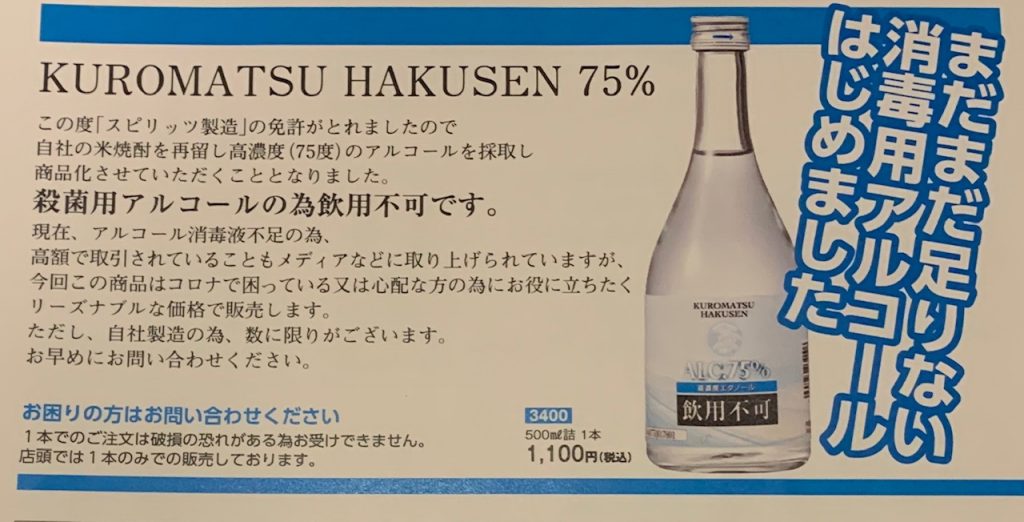 KUROMATSU HAKUSEN 75%
この度「スピリッツ製造」の免許がとれましたので
自社の米焼酎を再留し高濃度(75度)のアルコールを採取し
商品化させていただくこととなりました。
殺菌用アルコールの為飲用不可です。
現在、アルコール消毒液不足の為、
高額で取引されていることもメディアなどに取り上げられていますが、
今回この商品はコロナで困っている又は心配な方の為にお役に立ちたく
リーズナブルな価格で販売します。
ただし、自社製造の為、数に限りがございます。
お早めにお問い合わせください。
お困りの方はお問い合わせください
1本でのご注文は破損の恐れがある為お受けできません。
店頭では1本のみでの販売しております。
3400
500㎖詰 1本
1,100円(税込)
KUROMATSU
HAKUSEN
ALC.75%
高濃度エタノール
飲用不可
まだまだ足りない
消毒用アルコール
はじめました